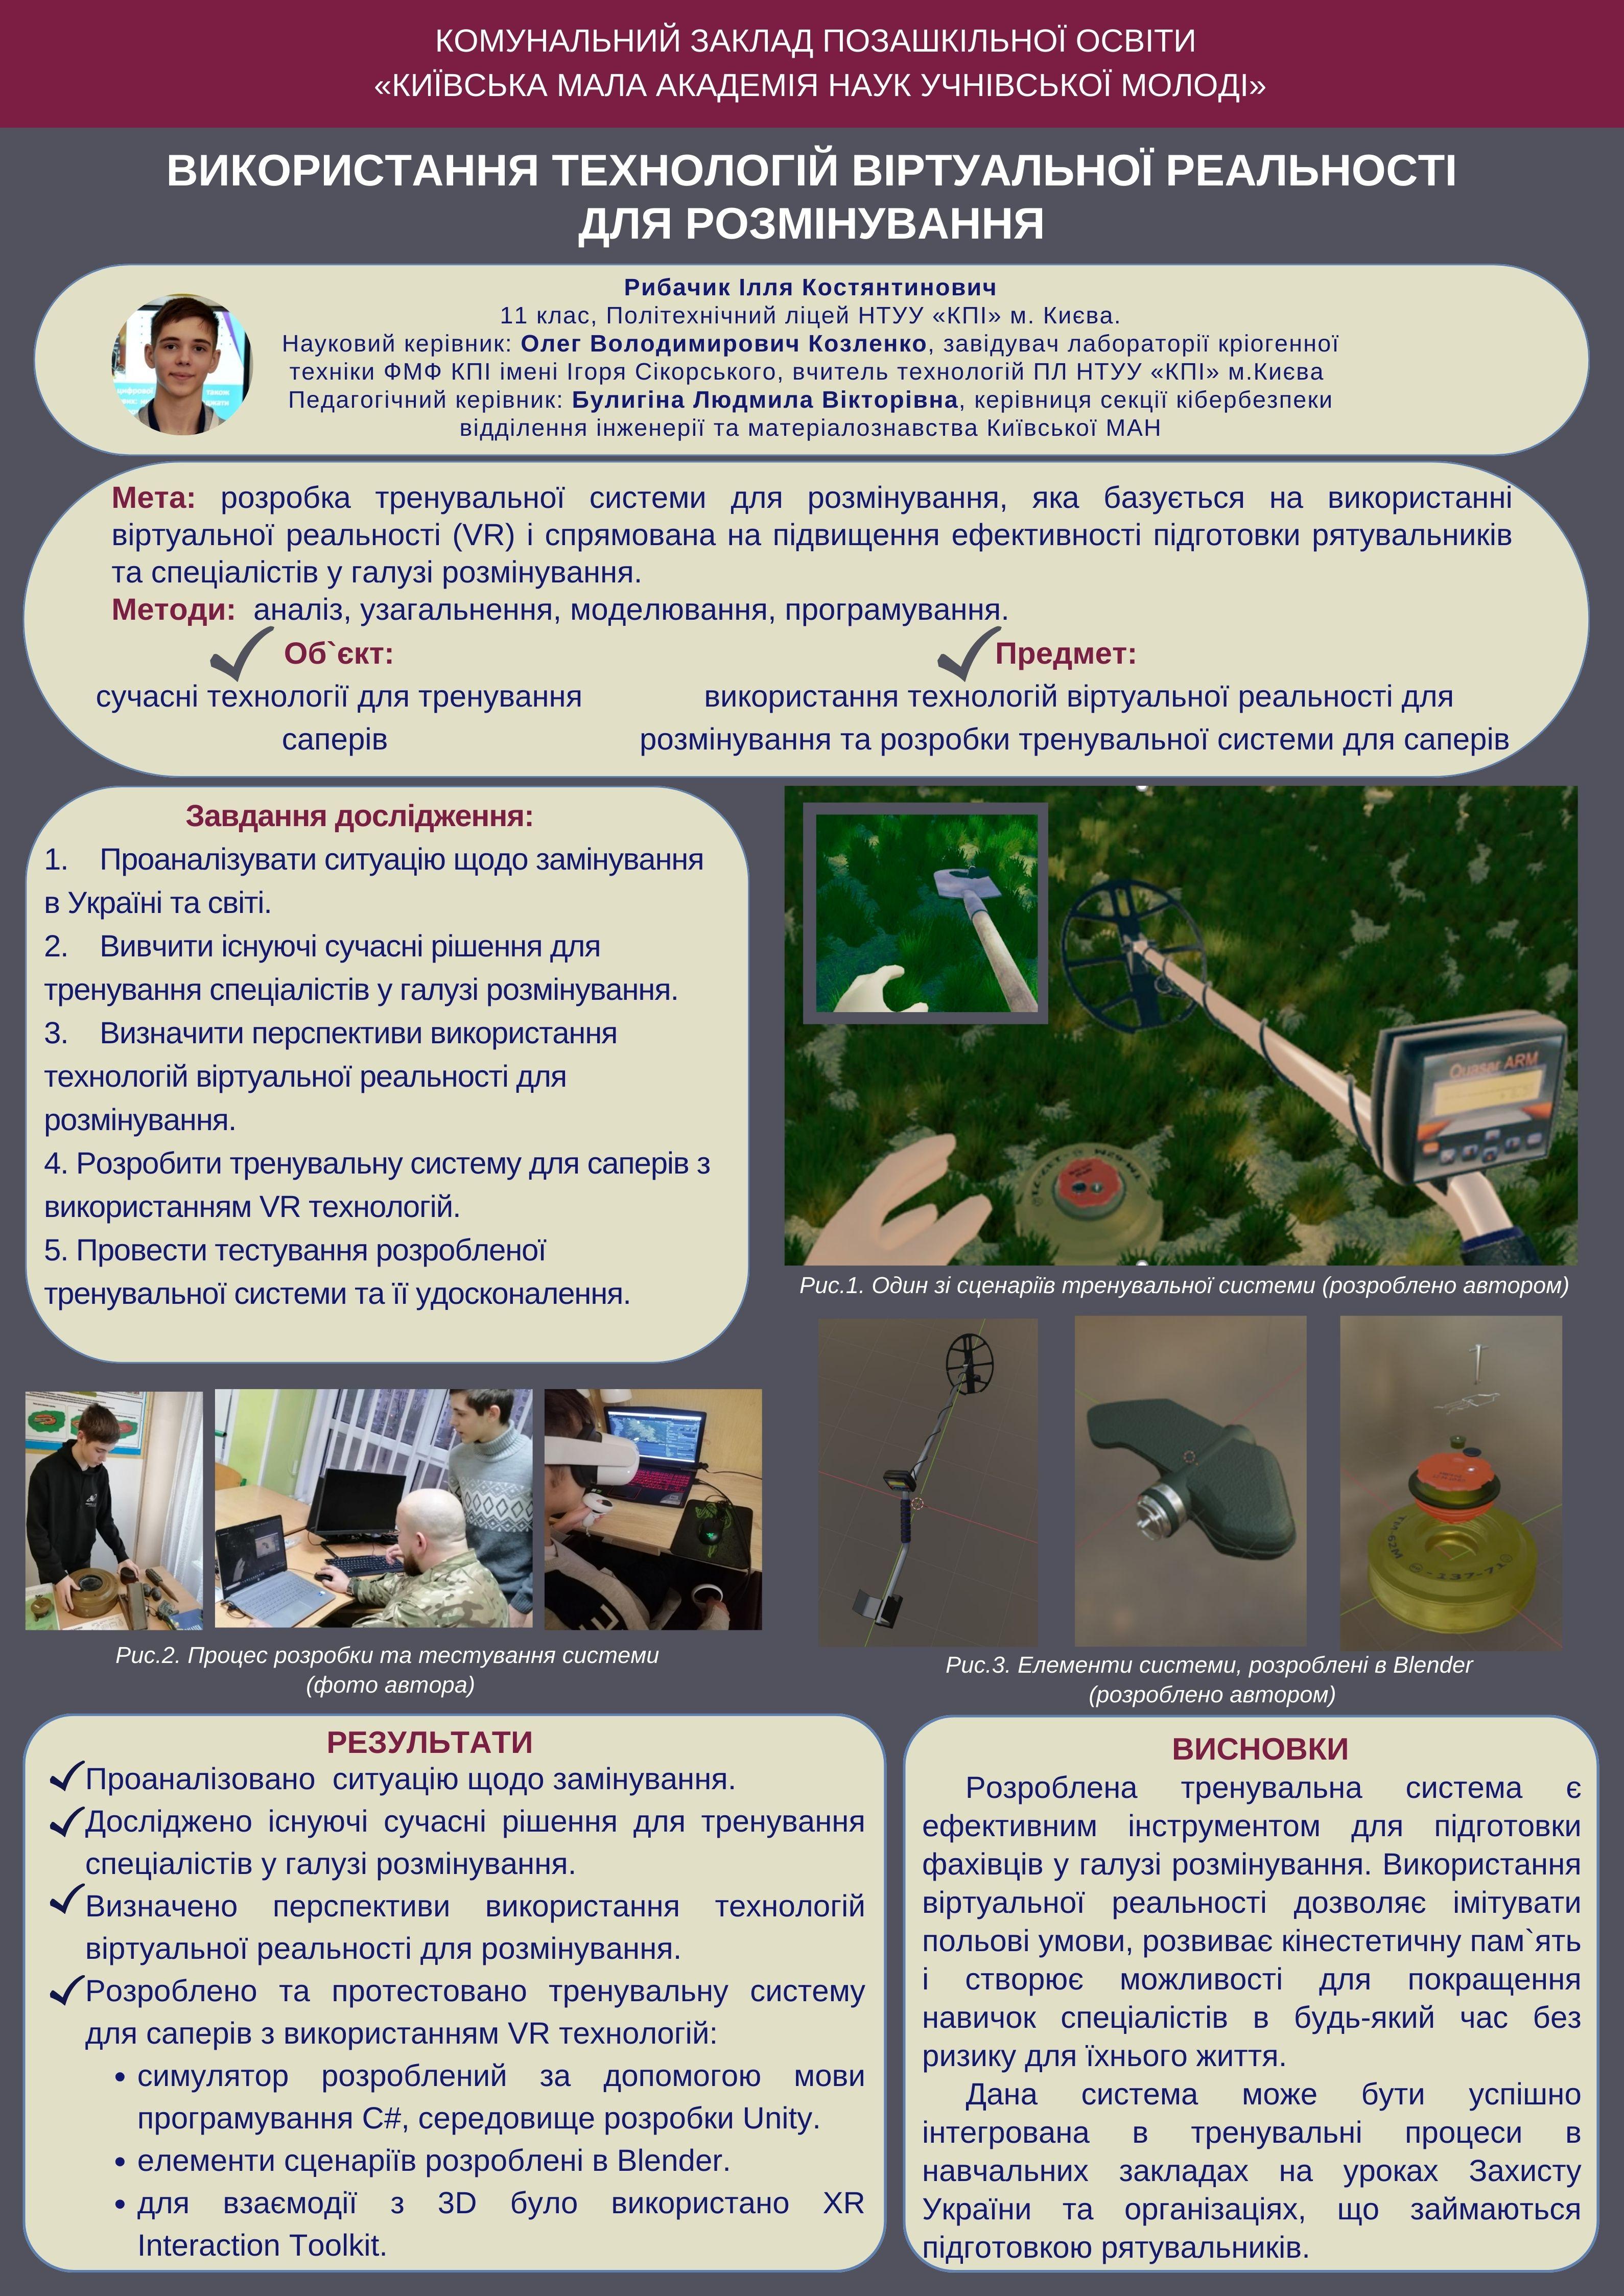 КОМУНАЛЬНИЙ ЗАКЛАД ПОЗАШКІЛЬНОЇ ОСВІТИ
«КИЇВСЬКА МАЛА АКАДЕМІЯ НАУК УЧНІВСЬКОЇ МОЛОДІ»
ВИКОРИСТАННЯ ТЕХНОЛОГІЙ ВІРТУАЛЬНОЇ РЕАЛЬНОСТІ
ДЛЯ РОЗМІНУВАННЯ
Рибачик Ілля Костянтинович
11 клас, Політехнічний ліцей НТУУ «КПІ» м. Києва.
Науковий керівник: Олег Володимирович Козленко, завідувач лабораторії кріогенної
техніки ФМФ КПІ імені Ігоря Сікорського, вчитель технологій ПЛ НТУУ «КПІ» м.Києва
Педагогічний керівник: Булигіна Людмила Вікторівна, керівниця секції кібербезпеки
відділення інженерії та матеріалознавства Київської МАН
Мета: розробка тренувальної системи для розмінування, яка базується на використанні
віртуальної реальності (VR) і спрямована на підвищення ефективності підготовки рятувальників
та спеціалістів у галузі розмінування.
Методи: аналіз, узагальнення, моделювання, програмування.
Об`єкт:
сучасні технології для тренування
саперів
Предмет:
використання технологій віртуальної реальності для
розмінування та розробки тренувальної системи для саперів
Завдання дослідження:
1. Проаналізувати ситуацію щодо замінування
в Україні та світі.
2. Вивчити існуючі сучасні рішення для
тренування спеціалістів у галузі розмінування.
3. Визначити перспективи використання
технологій віртуальної реальності для
розмінування.
4. Розробити тренувальну систему для саперів з
використанням VR технологій.
5. Провести тестування розробленої
тренувальної системи та її удосконалення.
Quasar ARM
Рис.1. Один зі сценаріїв тренувальної системи (розроблено автором)
ТМ-62М
-137-71
Рис.2. Процес розробки та тестування системи
(фото автора)
Рис.3. Елементи системи, розроблені в Blender
(розроблено автором)
РЕЗУЛЬТАТИ
Проаналізовано ситуацію щодо замінування.
Досліджено існуючі сучасні рішення для тренування
спеціалістів у галузі розмінування.
Визначено перспективи використання технологій
віртуальної реальності для розмінування.
Розроблено та протестовано тренувальну систему
для саперів з використанням VR технологій:
• симулятор розроблений за допомогою мови
програмування C#, середовище розробки Unity.
• елементи сценаріїв розроблені в Blender.
• для взаємодії з 3D було використано XR
Interaction Toolkit.
ВИСНОВКИ
Розроблена тренувальна система є
ефективним інструментом для підготовки
фахівців у галузі розмінування. Використання
віртуальної реальності дозволяє імітувати
польові умови, розвиває кінестетичну пам`ять
і створює можливості для покращення
навичок спеціалістів в будь-який час без
ризику для їхнього життя.
Дана система може бути успішно
інтегрована в тренувальні процеси в
навчальних закладах на уроках Захисту
України та організаціях, що займаються
підготовкою рятувальників.